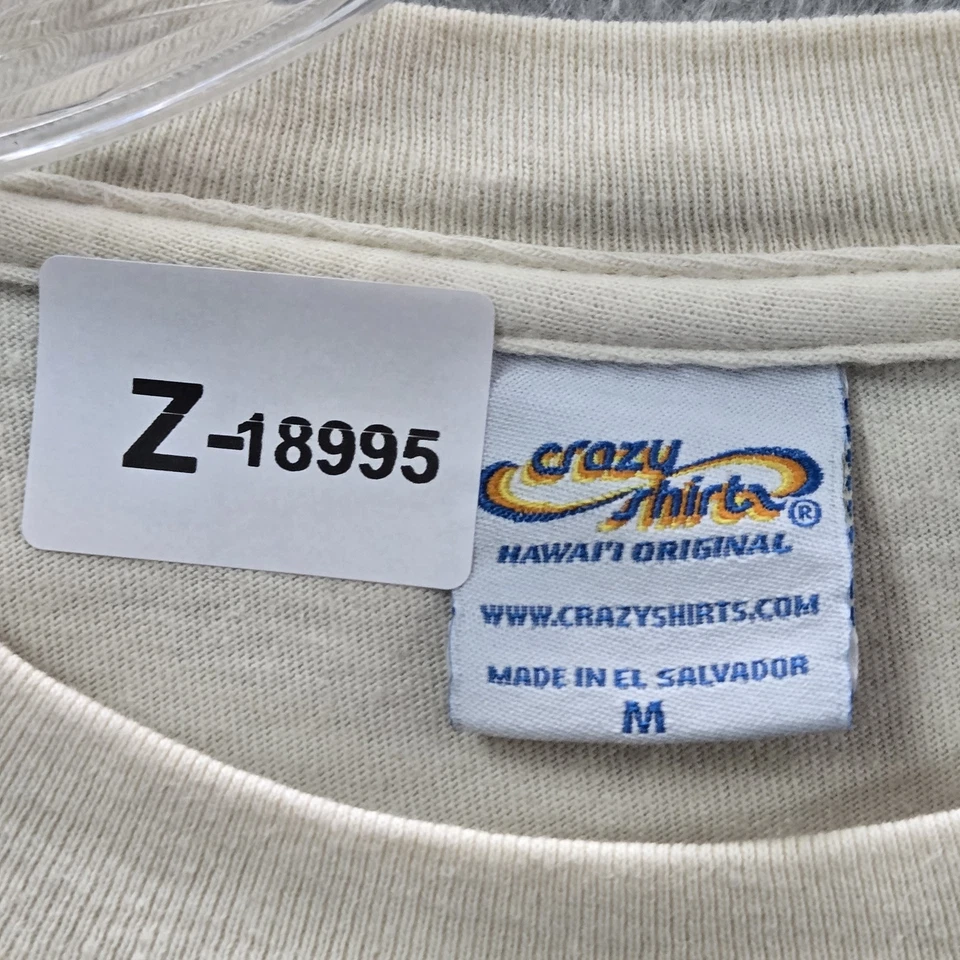 Z-18995
crazy
shirts
®
HAWAI'I ORIGINAL
WWW.CRAZYSHIRTS.COM
MADE IN EL SALVADOR
M